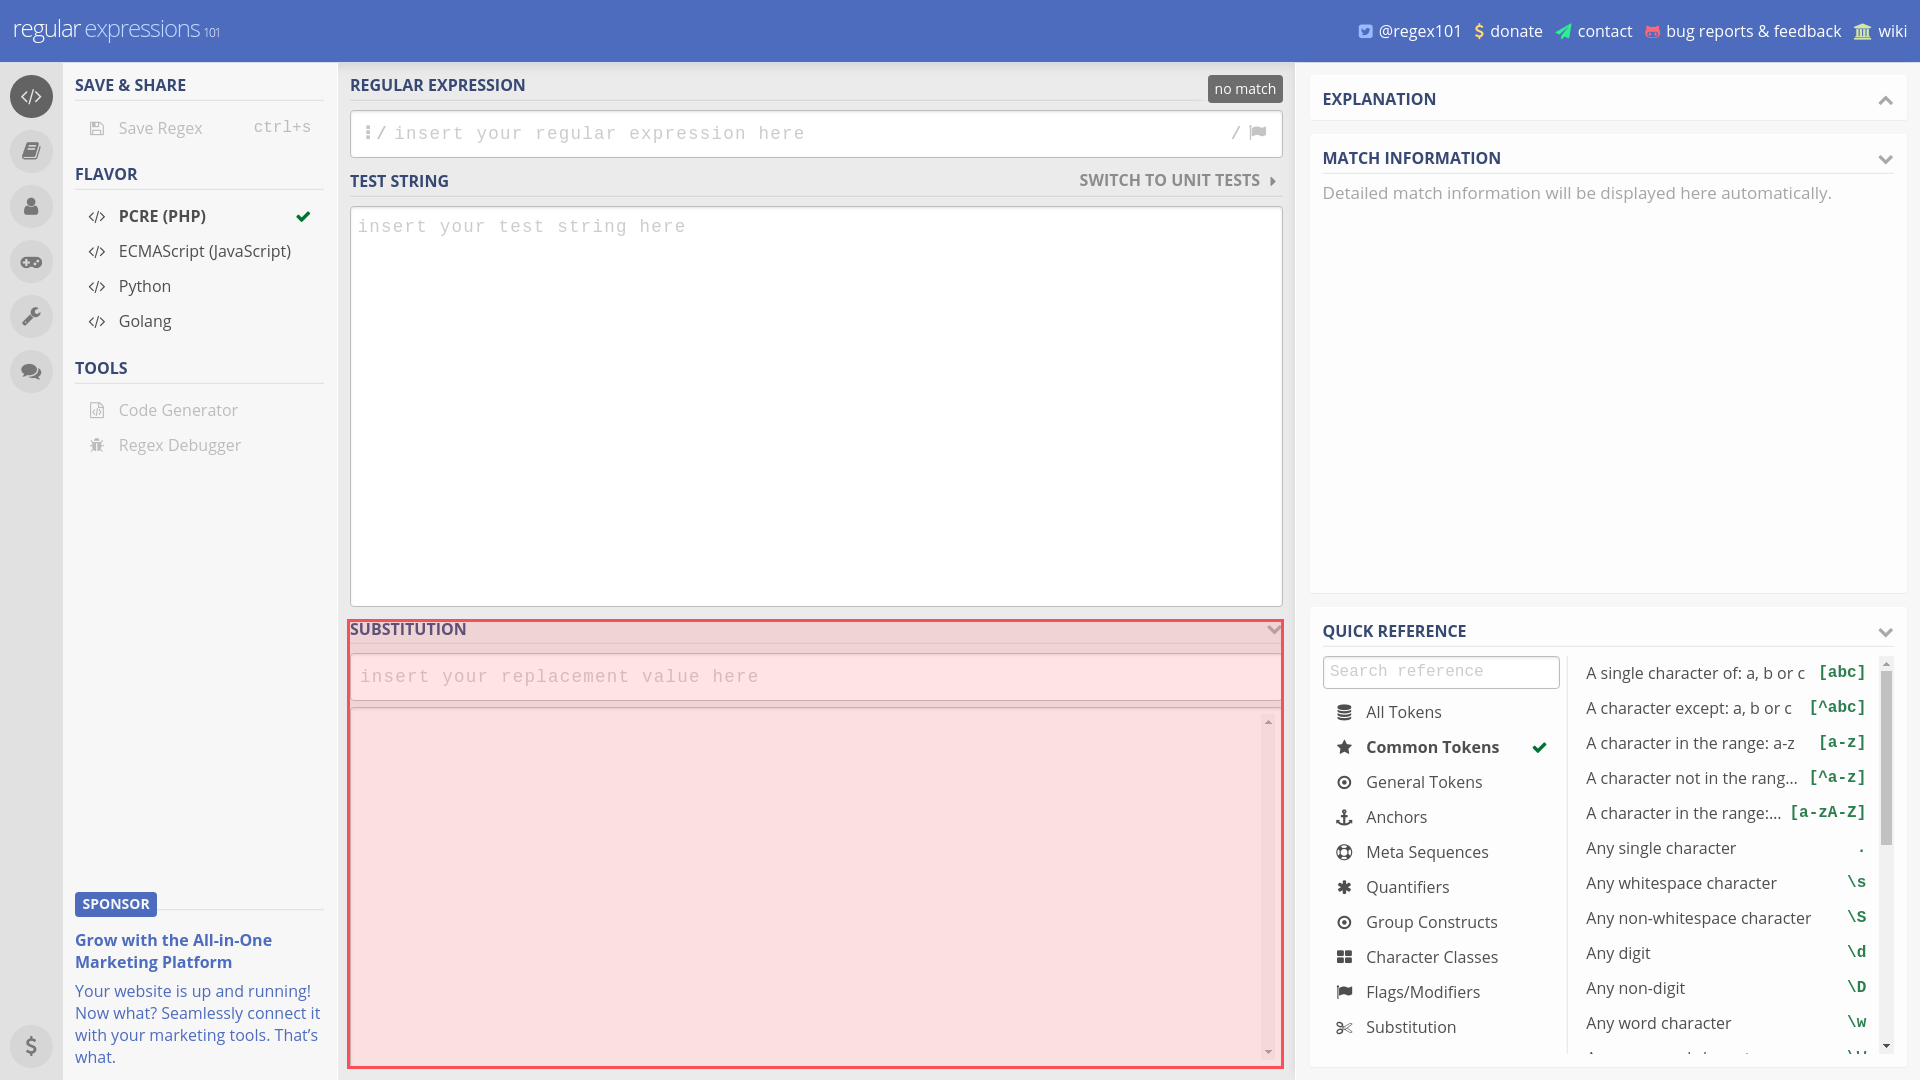 regular expressions 101
@regex101
donate
contact
bug reports & feedback
wiki
SAVE & SHARE
Save Regex ctrl+s
FLAVOR
</> PCRE (PHP)
</> ECMAScript (JavaScript)
</> Python
</> Golang
TOOLS
Code Generator
Regex Debugger
SPONSOR
Grow with the All-in-One
Marketing Platform
Your website is up and running!
Now what? Seamlessly connect it
with your marketing tools. That’s
what.
$
REGULAR EXPRESSION
no match
/ insert your regular expression here /
TEST STRING
SWITCH TO UNIT TESTS
insert your test string here
SUBSTITUTION
insert your replacement value here
EXPLANATION
MATCH INFORMATION
Detailed match information will be displayed here automatically.
QUICK REFERENCE
Search reference
All Tokens
Common Tokens
General Tokens
Anchors
Meta Sequences
Quantifiers
Group Constructs
Character Classes
Flags/Modifiers
Substitution
A single character of: a, b or c [abc]
A character except: a, b or c [^abc]
A character in the range: a-z [a-z]
A character not in the rang... [^a-z]
A character in the range:... [a-zA-Z]
Any single character .
Any whitespace character \s
Any non-whitespace character \S
Any digit \d
Any non-digit \D
Any word character \w